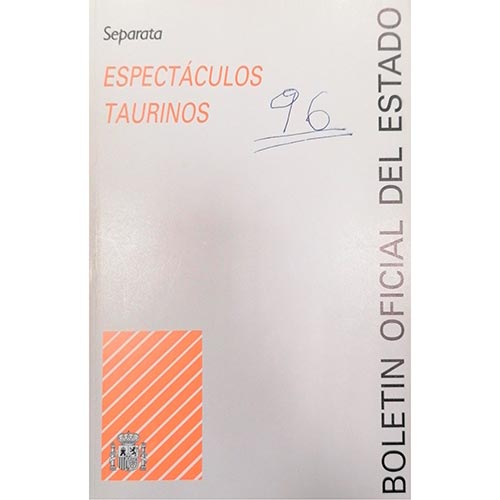 Separata
ESPECTÁCULOS
TAURINOS
96
BOLETIN OFICIAL DEL ESTADO